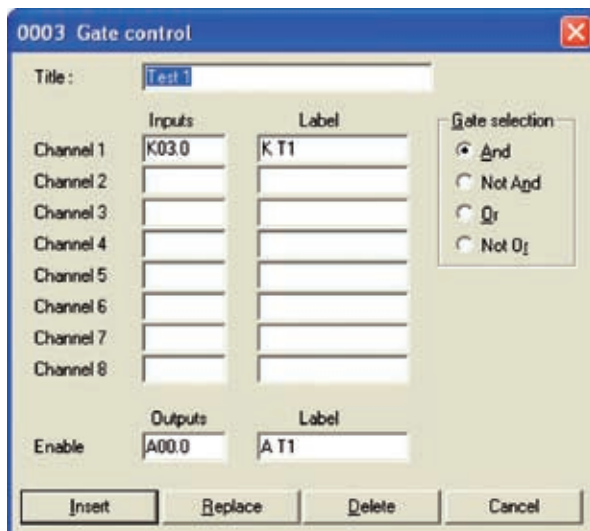 0003 Gate control
Title : Test 1
Inputs Label Gate selection
Channel 1 K03.0 K T1 And
Channel 2 Not And
Channel 3 Or
Channel 4 Not Or
Channel 5
Channel 6
Channel 7
Channel 8
Outputs Label
Enable A00.0 A T1
Insert Replace Delete Cancel